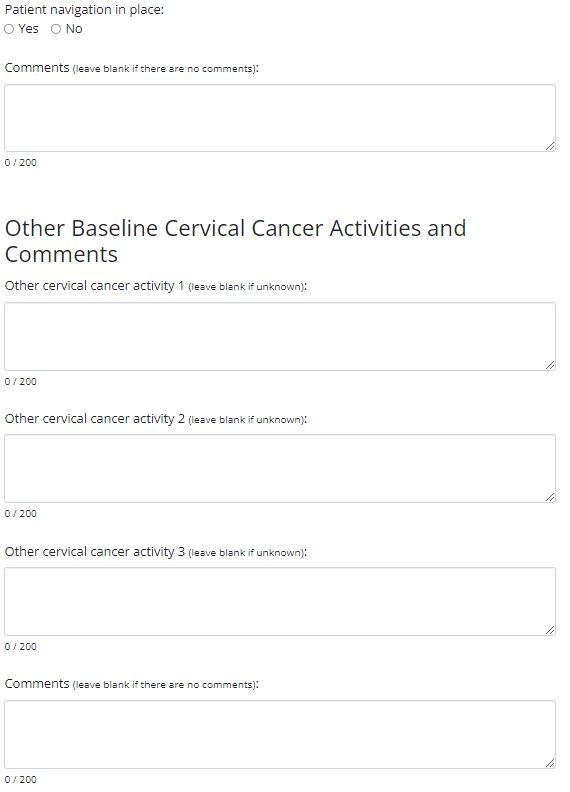 Patient navigation in place:
Yes No
Comments (leave blank if there are no comments):
0 / 200
Other Baseline Cervical Cancer Activities and
Comments
Other cervical cancer activity 1 (leave blank if unknown):
0 / 200
Other cervical cancer activity 2 (leave blank if unknown):
0 / 200
Other cervical cancer activity 3 (leave blank if unknown):
0 / 200
Comments (leave blank if there are no comments):
0 / 200